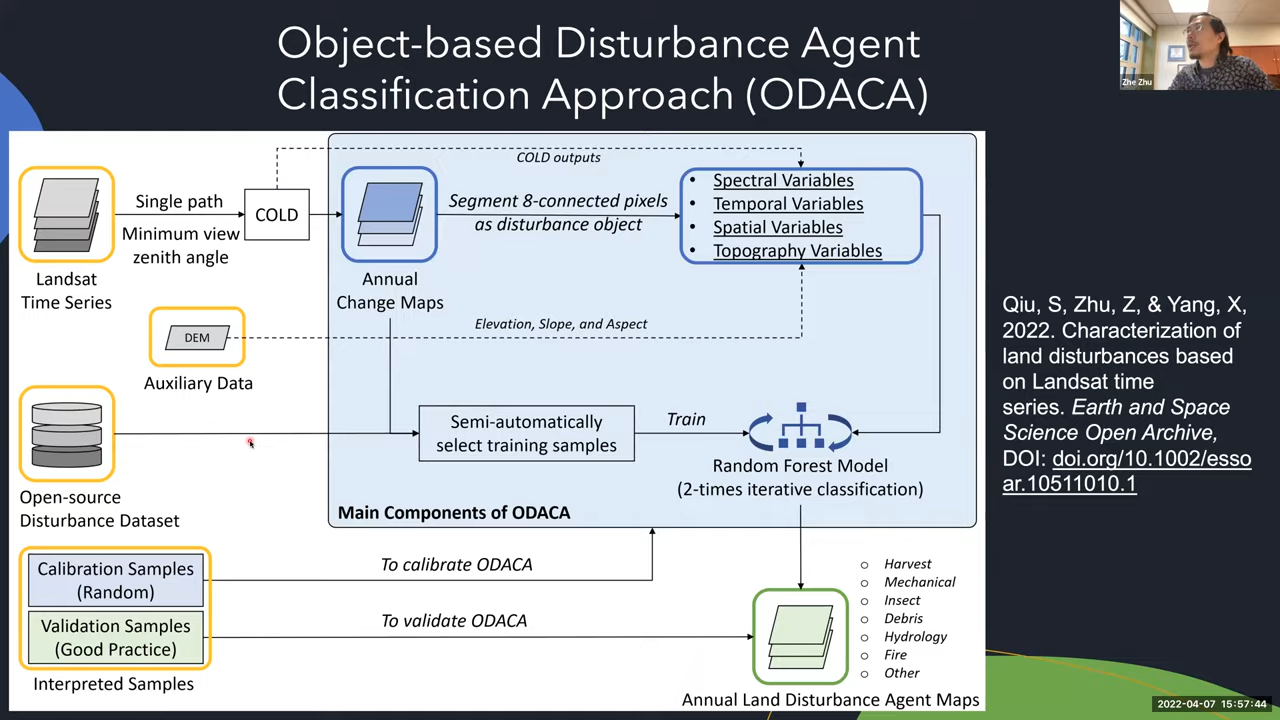 Object-based Disturbance Agent
Classification Approach (ODACA)
Zhe Zhu
COLD outputs
Single path
Minimum view
zenith angle
COLD
Segment 8-connected pixels
as disturbance object
• Spectral Variables
• Temporal Variables
• Spatial Variables
• Topography Variables
Landsat
Time Series
Annual
Change Maps
DEM
Auxiliary Data
Elevation, Slope, and Aspect
Semi-automatically
select training samples
Train
Random Forest Model
(2-times iterative classification)
Open-source
Disturbance Dataset
Main Components of ODACA
Calibration Samples
(Random)
Validation Samples
(Good Practice)
Interpreted Samples
To calibrate ODACA
To validate ODACA
o Harvest
o Mechanical
o Insect
o Debris
o Hydrology
o Fire
o Other
Annual Land Disturbance Agent Maps
Qiu, S, Zhu, Z, & Yang, X,
2022. Characterization of
land disturbances based
on Landsat time
series. Earth and Space
Science Open Archive,
DOI: doi.org/10.1002/esso
ar.10511010.1
2022-04-07 15:57:44